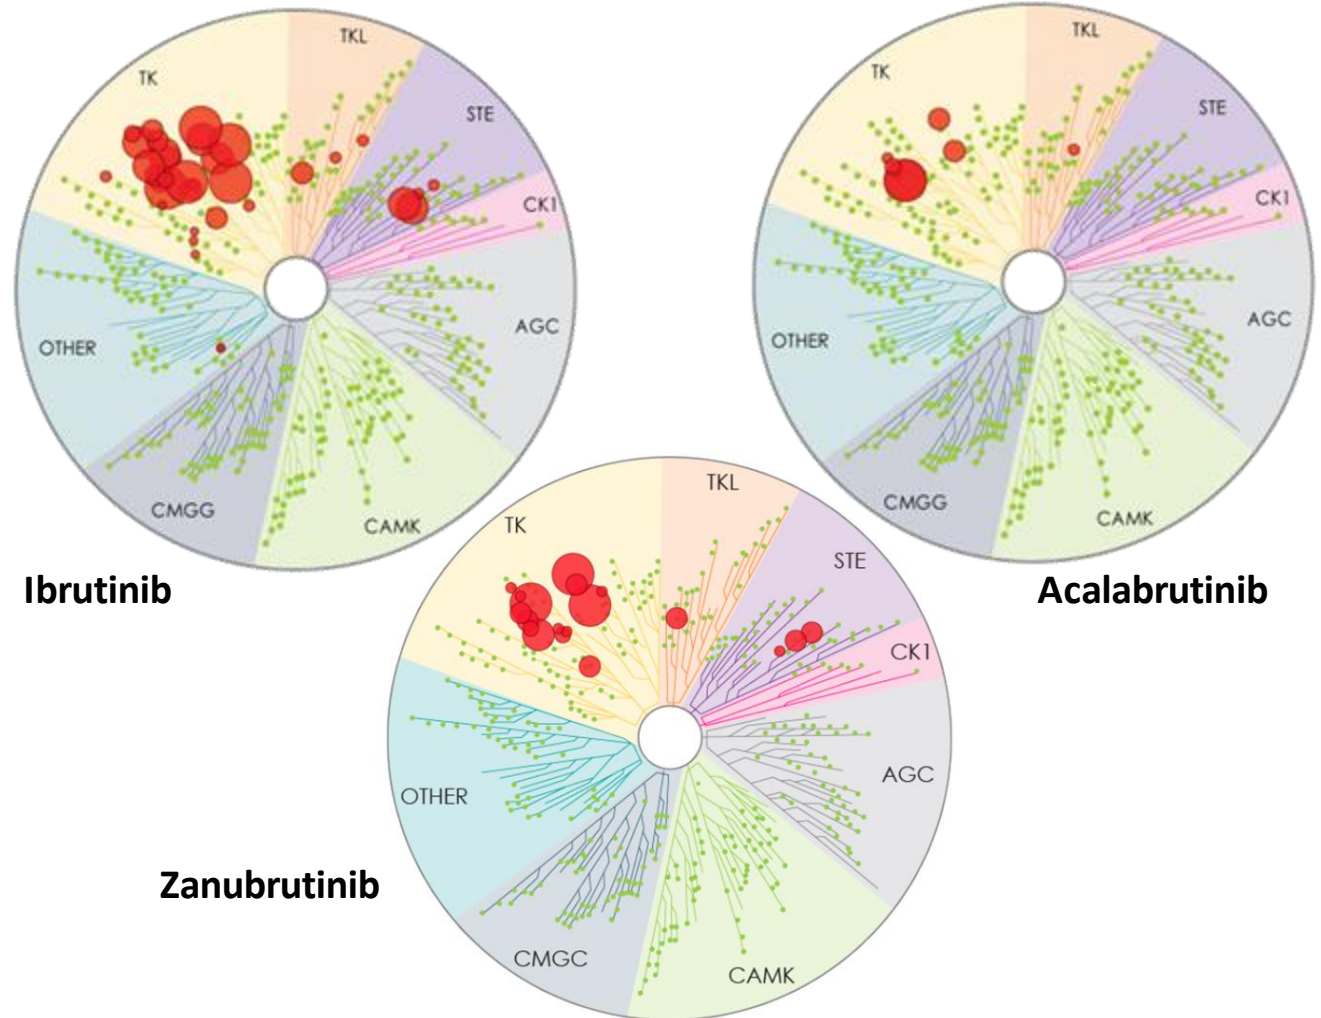 TKL
TK
STE
CK1
AGC
OTHER
CMGG
CAMK
Ibrutinib
TKL
TK
STE
CK1
AGC
OTHER
CMGG
CAMK
Acalabrutinib
TKL
TK
STE
CK1
AGC
OTHER
CMGC
CAMK
Zanubrutinib